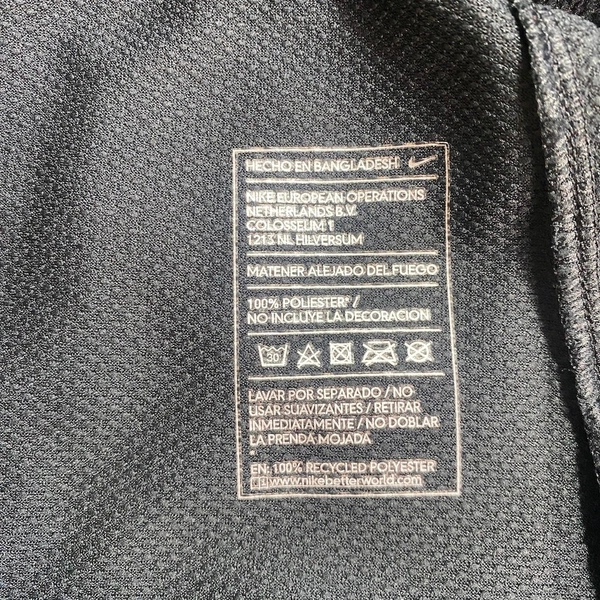 HECHO EN BANGLADESH
NIKE EUROPEAN OPERATIONS
NETHERLANDS B.V.
COLOSSEUM 1
1213 NL HILVERSUM
MATENER ALEJADO DEL FUEGO
100% POLIESTER* /
NO INCLUYE LA DECORACION
30
LAVAR POR SEPARADO / NO
USAR SUAVIZANTES / RETIRAR
INMEDIATAMENTE / NO DOBLAR
LA PRENDA MOJADA
*
EN: 100% RECYCLED POLYESTER
www.nikebetterworld.com